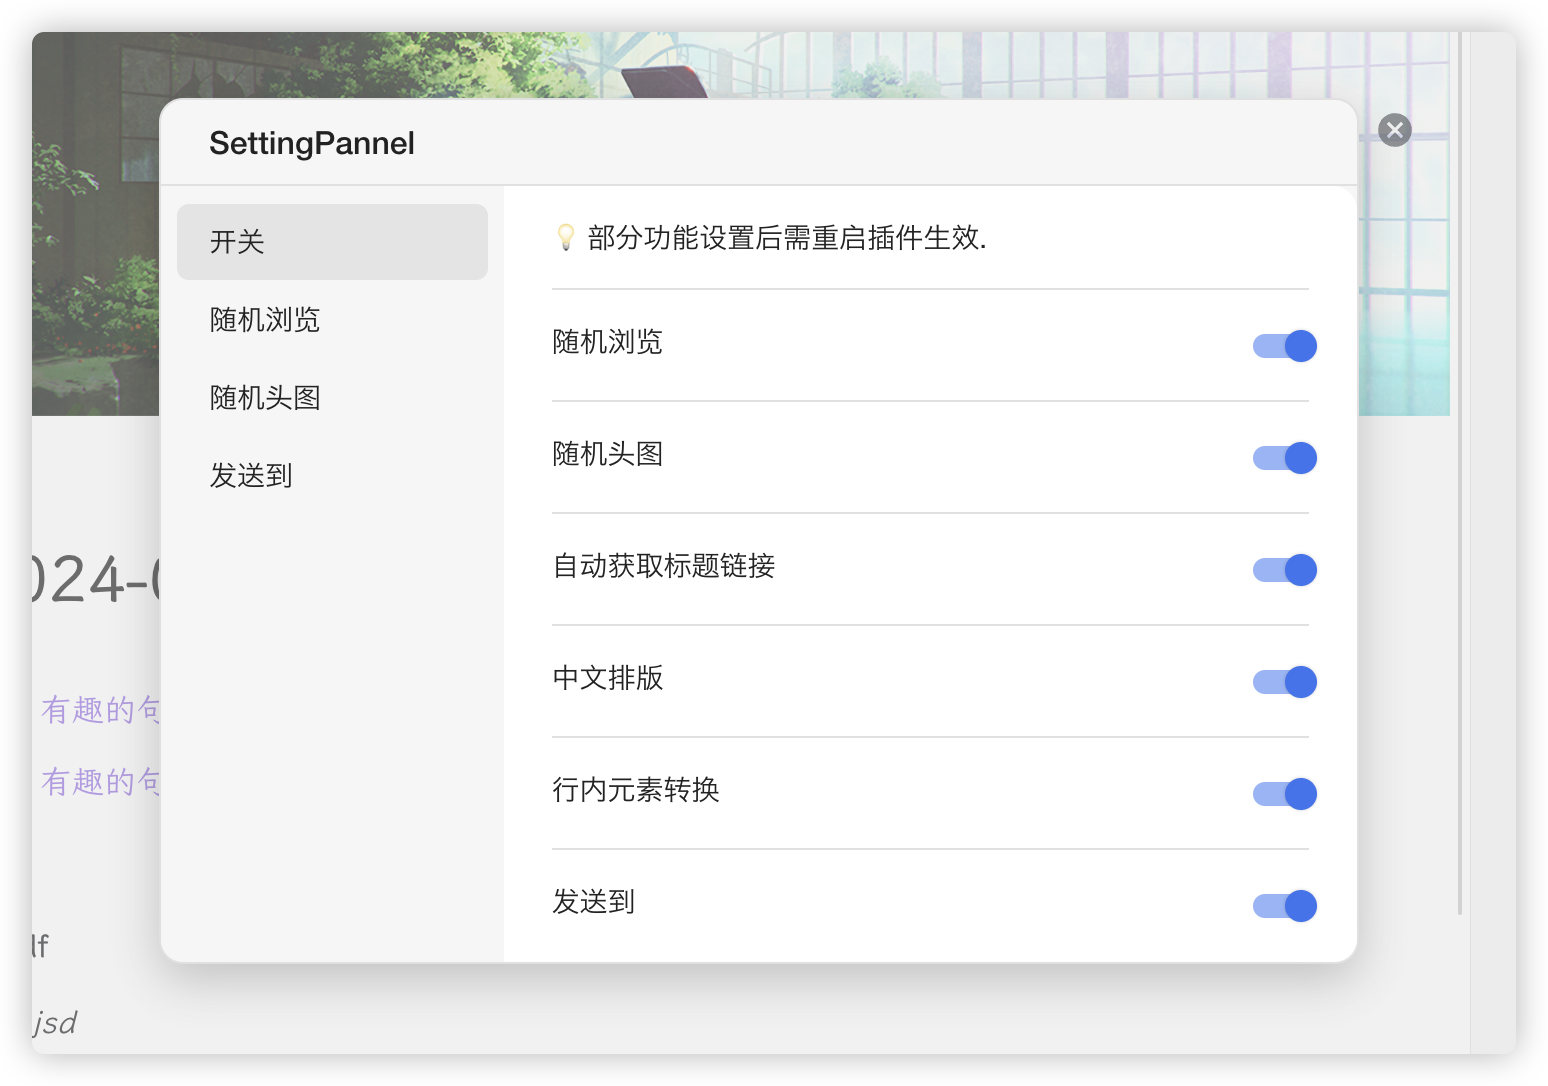 SettingPannel
开关
随机浏览
随机头图
发送到
💡 部分功能设置后需重启插件生效.
随机浏览
随机头图
自动获取标题链接
中文排版
行内元素转换
发送到
024-0
有趣的句
有趣的句
df
jsd